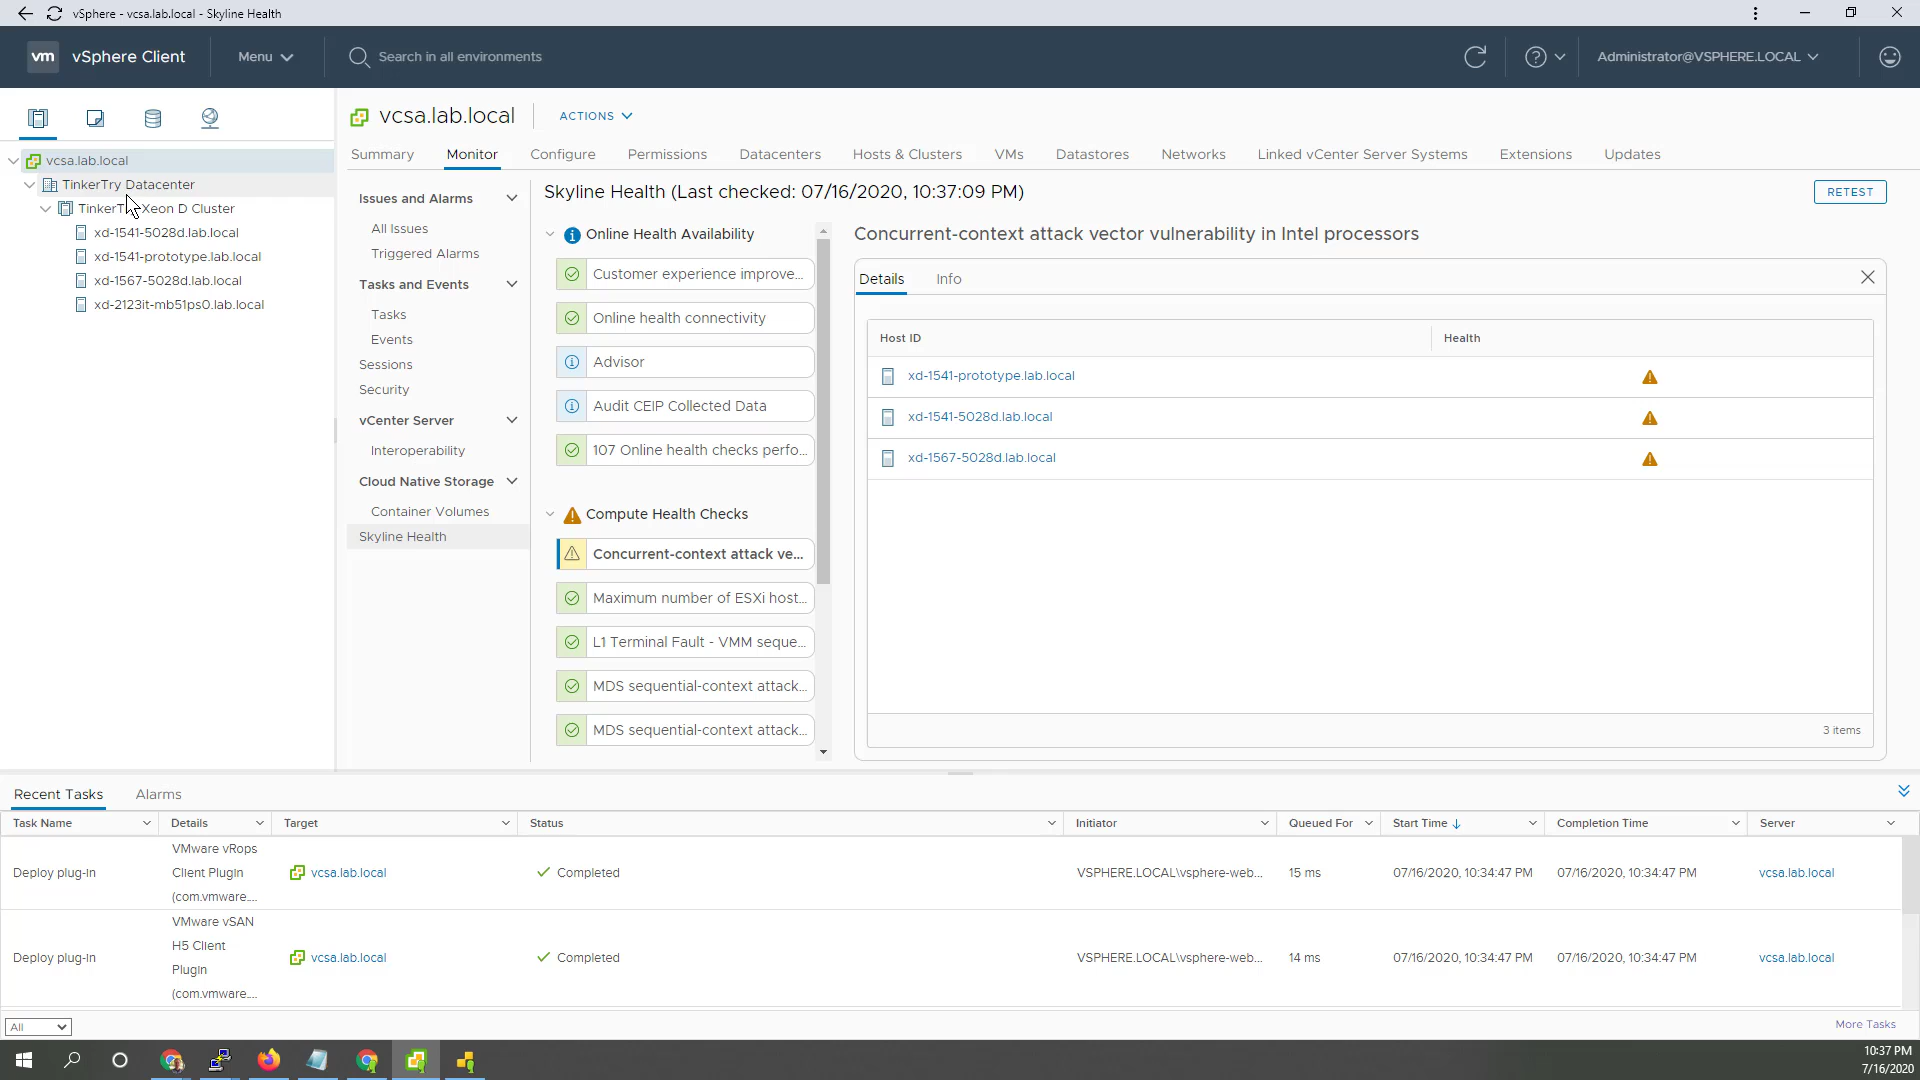 vSphere - vcsa.lab.local - Skyline Health
vm vSphere Client
Menu
Search in all environments
Administrator@VSPHERE.LOCAL
vcsa.lab.local
TinkerTry Datacenter
Xeon D Cluster
xd-1541-5028d.lab.local
xd-1541-prototype.lab.local
xd-1567-5028d.lab.local
xd-2123it-mb51ps0.lab.local
vcsa.lab.local
ACTIONS
Summary
Monitor
Configure
Permissions
Datacenters
Hosts & Clusters
VMs
Datastores
Networks
Linked vCenter Server Systems
Extensions
Updates
Issues and Alarms
All Issues
Triggered Alarms
Tasks and Events
Tasks
Events
Sessions
Security
vCenter Server
Interoperability
Cloud Native Storage
Container Volumes
Skyline Health
Skyline Health (Last checked: 07/16/2020, 10:37:09 PM)
RETEST
Online Health Availability
Customer experience improve...
Online health connectivity
Advisor
Audit CEIP Collected Data
107 Online health checks perfo...
Compute Health Checks
Concurrent-context attack ve...
Maximum number of ESXi host...
L1 Terminal Fault - VMM seque...
MDS sequential-context attack...
MDS sequential-context attack...
Concurrent-context attack vector vulnerability in Intel processors
Details
Info
Host ID
Health
xd-1541-prototype.lab.local
xd-1541-5028d.lab.local
xd-1567-5028d.lab.local
3 items
Recent Tasks
Alarms
Task Name
Details
Target
Status
Initiator
Queued For
Start Time
Completion Time
Server
Deploy plug-in
VMware vRops
Client Plugin
(com.vmware....
vcsa.lab.local
Completed
VSPHERE.LOCAL\vsphere-web...
15 ms
07/16/2020, 10:34:47 PM
07/16/2020, 10:34:47 PM
vcsa.lab.local
Deploy plug-in
VMware vSAN
H5 Client
Plugin
(com.vmware....
vcsa.lab.local
Completed
VSPHERE.LOCAL\vsphere-web...
14 ms
07/16/2020, 10:34:47 PM
07/16/2020, 10:34:47 PM
vcsa.lab.local
All
More Tasks
10:37 PM
7/16/2020